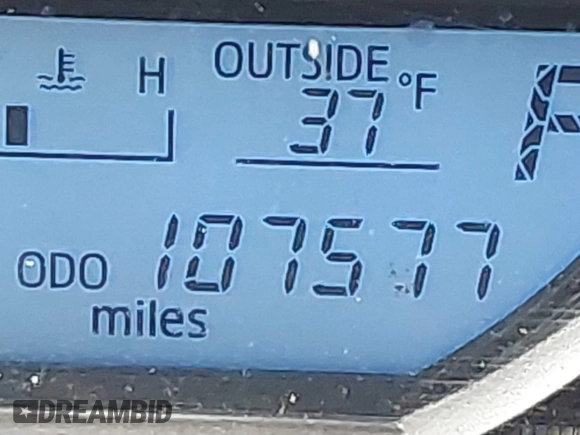 OUTSIDE
H 37 °F
ODO 107577
miles
DREAMBID